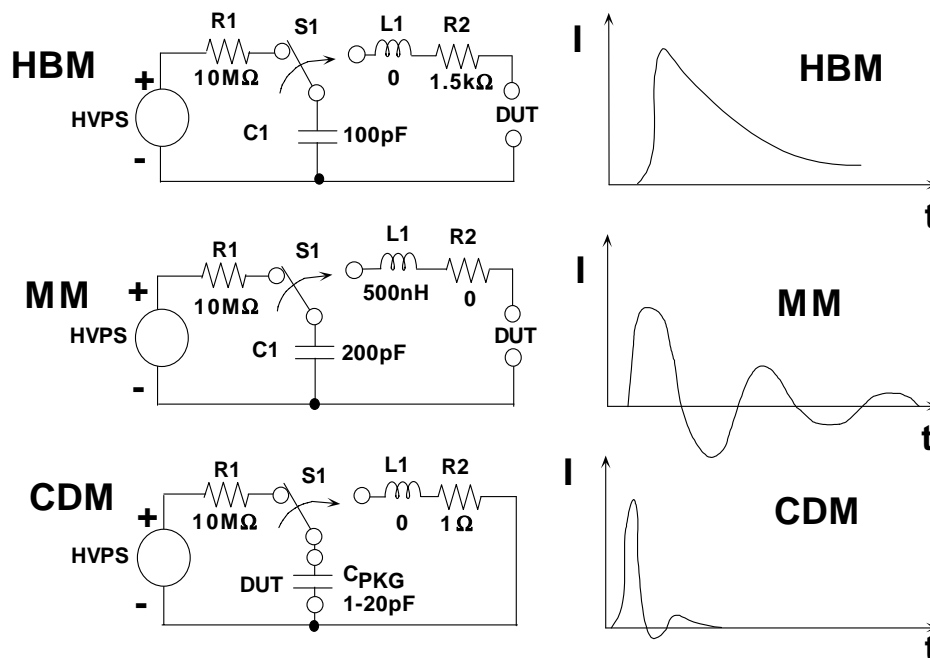 HBM
HVPS
+
-
R1
10MΩ
S1
C1
100pF
L1
0
R2
1.5kΩ
DUT
I
HBM
t
MM
HVPS
+
-
R1
10MΩ
S1
C1
200pF
L1
500nH
R2
0
DUT
I
MM
t
CDM
HVPS
+
-
R1
10MΩ
S1
DUT
CPKG
1-20pF
L1
0
R2
1Ω
I
CDM
t